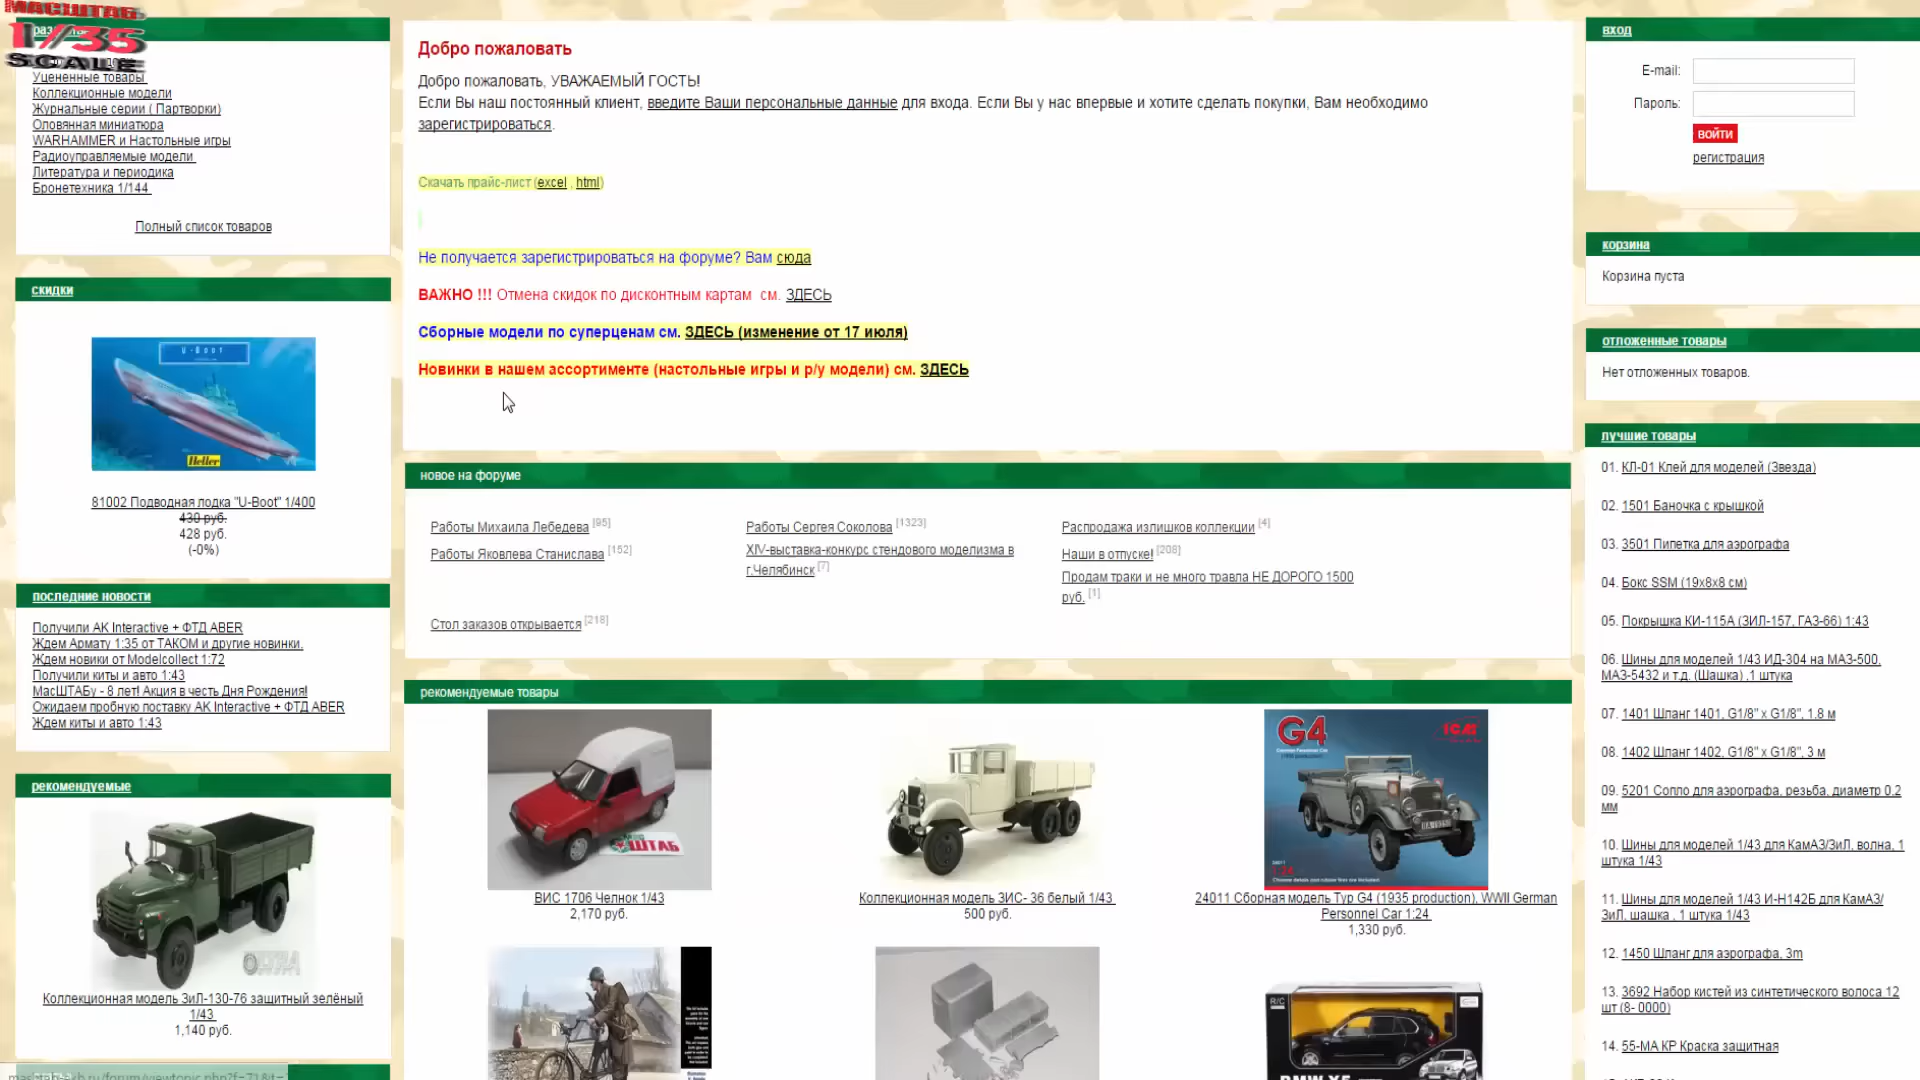 МАСШТАБ
1/35
SCALE
Уцененные товары
Коллекционные модели
Журнальные серии ( Партворки)
Оловянная миниатюра
WARHAMMER и Настольные игры
Радиоуправляемые модели
Литература и периодика
Бронетехника 1/144
Полный список товаров
скидки
U-Boot
Heller
81002 Подводная лодка "U-Boot" 1/400
430 руб.
428 руб.
(-0%)
последние новости
Получили AK Interactive + ФТД ABER
Ждем Армату 1:35 от ТАКОМ и другие новинки.
Ждем новики от Modelcollect 1:72
Получили киты и авто 1:43
МасШТАБу - 8 лет! Акция в честь Дня Рождения!
Ожидаем пробную поставку AK Interactive + ФТД ABER
Ждем киты и авто 1:43
рекомендуемые
Коллекционная модель ЗиЛ-130-76 защитный зелёный
1/43
1,140 руб.
Добро пожаловать
Добро пожаловать, УВАЖАЕМЫЙ ГОСТЬ!
Если Вы наш постоянный клиент, введите Ваши персональные данные для входа. Если Вы у нас впервые и хотите сделать покупки, Вам необходимо
зарегистрироваться.
Скачать прайс-лист (excel , html)
Не получается зарегистрироваться на форуме? Вам сюда
ВАЖНО !!! Отмена скидок по дисконтным картам см. ЗДЕСЬ
Сборные модели по суперценам см. ЗДЕСЬ (изменение от 17 июля)
Новинки в нашем ассортименте (настольные игры и р/у модели) см. ЗДЕСЬ
новое на форуме
Работы Михаила Лебедева [95]
Работы Сергея Соколова [1323]
Распродажа излишков коллекции [4]
Работы Яковлева Станислава [152]
XIV-выставка-конкурс стендового моделизма в
г.Челябинск [7]
Наши в отпуске! [208]
Продам траки и не много травла НЕ ДОРОГО 1500
руб. [1]
Стол заказов открывается [218]
рекомендуемые товары
ШТАБ
G4
ICM
ВИС 1706 Челнок 1/43
2,170 руб.
Коллекционная модель ЗИС- 36 белый 1/43
500 руб.
24011 Сборная модель Typ G4 (1935 production), WWII German
Personnel Car 1:24
1,330 руб.
R/C
BMW X5
вход
E-mail:
Пароль:
войти
регистрация
корзина
Корзина пуста
отложенные товары
Нет отложенных товаров.
лучшие товары
01. КЛ-01 Клей для моделей (Звезда)
02. 1501 Баночка с крышкой
03. 3501 Пипетка для аэрографа
04. Бокс SSM (19х8х8 см)
05. Покрышка КИ-115А (ЗИЛ-157, ГАЗ-66) 1:43
06. Шины для моделей 1/43 ИД-304 на МАЗ-500,
МАЗ-5432 и т.д. (Шашка) ,1 штука
07. 1401 Шланг 1401, G1/8" x G1/8", 1.8 м
08. 1402 Шланг 1402, G1/8" x G1/8", 3 м
09. 5201 Сопло для аэрографа, резьба, диаметр 0.2
мм
10. Шины для моделей 1/43 для КамАЗ/ЗиЛ, волна, 1
штука 1/43
11. Шины для моделей 1/43 И-Н142Б для КамАЗ/
ЗиЛ, шашка , 1 штука 1/43
12. 1450 Шланг для аэрографа, 3m
13. 3692 Набор кистей из синтетического волоса 12
шт (8- 0000)
14. 55-МА КР Краска защитная